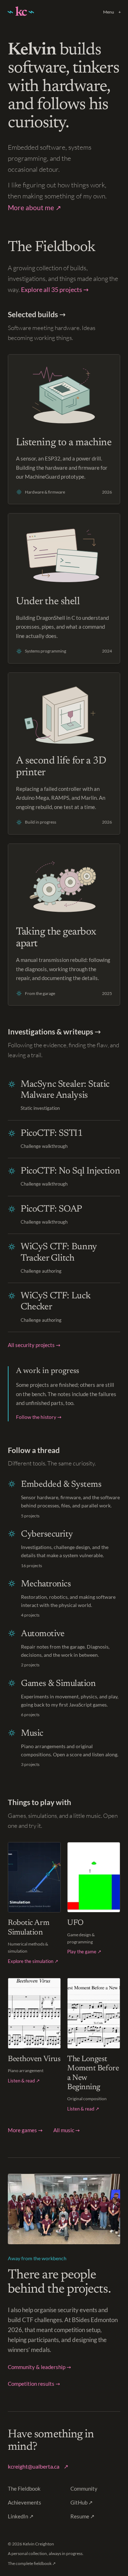 kc
Menu +
Kelvin builds
software, tinkers
with hardware,
and follows his
curiosity.
Embedded software, systems
programming, and the
occasional detour.
I like figuring out how things work,
then making something of my own.
More about me ↗
The Fieldbook
A growing collection of builds,
investigations, and things made along the
way. Explore all 35 projects →
Selected builds →
Software meeting hardware. Ideas
becoming working things.
Listening to a machine
A sensor, an ESP32, and a power drill.
Building the hardware and firmware for
our MachineGuard prototype.
Hardware & firmware 2026
Under the shell
Building DragonShell in C to understand
processes, pipes, and what a command
line actually does.
Systems programming 2024
A second life for a 3D
printer
Replacing a failed controller with an
Arduino Mega, RAMPS, and Marlin. An
ongoing rebuild, one test at a time.
Build in progress 2026
Taking the gearbox
apart
A manual transmission rebuild: following
the diagnosis, working through the
repair, and documenting the details.
From the garage 2025
Investigations & writeups →
Following the evidence, finding the flaw, and
leaving a trail.
MacSync Stealer: Static
Malware Analysis
Static investigation
PicoCTF: SSTI1
Challenge walkthrough
PicoCTF: No Sql Injection
Challenge walkthrough
PicoCTF: SOAP
Challenge walkthrough
WiCyS CTF: Bunny
Tracker Glitch
Challenge authoring
WiCyS CTF: Luck
Checker
Challenge authoring
All security projects →
A work in progress
Some projects are finished; others are still
on the bench. The notes include the failures
and unfinished parts, too.
Follow the history →
Follow a thread
Different tools. The same curiosity.
Embedded & Systems
Sensor hardware, firmware, and the software
behind processes, files, and parallel work.
Cybersecurity
Investigations, challenge design, and the
details that make a system vulnerable.
16 projects
Mechatronics
Restoration, robotics, and making software
interact with the physical world.
4 projects
Automotive
Repair notes from the garage. Diagnosis,
decisions, and the work in between.
Games & Simulation
Experiments in movement, physics, and play,
going back to my first JavaScript games.
Music
Piano arrangements and original
compositions. Open a score and listen along.
Things to play with
Games, simulations, and a little music. Open
one and try it.
Simulation
Robotic Arm
Simulation
Numerical methods &
simulation
Explore the simulation ↗
UFO
Game design &
programming
Play the game ↗
Beethoven Virus
Beethoven Virus
Piano arrangement
Listen & read ↗
The Longest
Moment Before
a New
Beginning
Original composition
Listen & read ↗
More games → All music →
Away from the workbench
There are people
behind the projects.
I also help organize security events
and build CTF challenges. At BSides Edmonton
2026, that meant competition
setup, helping participants, and designing
the winners' medals.
Community & leadership →
Competition results →
Have something in
mind?
kcreight@ualberta.ca ↗
The Fieldbook Community
Achievements GitHub ↗
LinkedIn ↗ Resume ↗
© 2026 Kelvin Creighton
A personal collection, always in progress
The complete fieldbook ↗